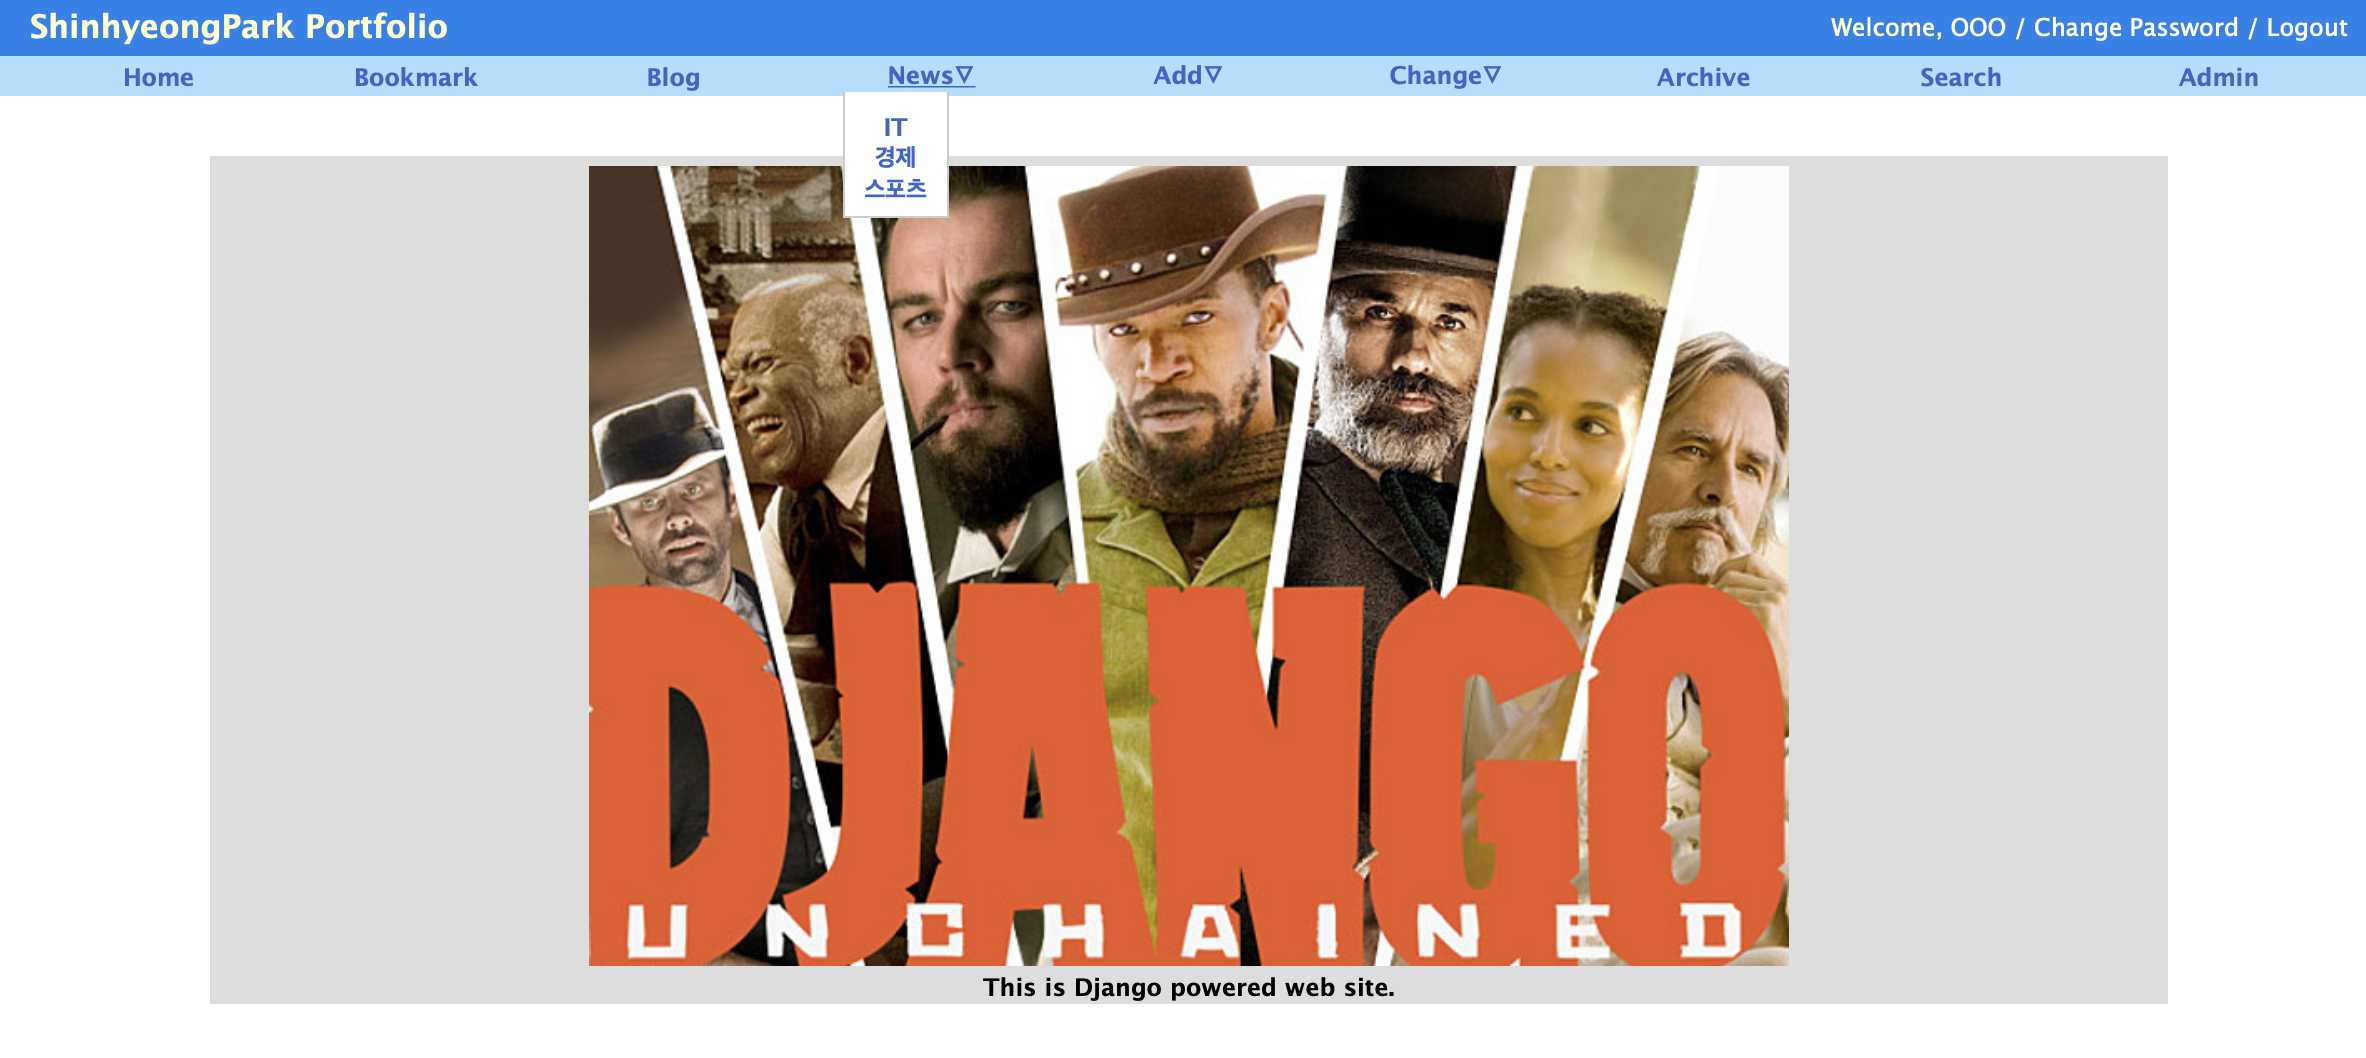 ShinhyeongPark Portfolio
Welcome, OOO / Change Password / Logout
Home Bookmark Blog News▽ Add▽ Change▽ Archive Search Admin
IT
경제
스포츠
DJANGO
UNCHAINED
This is Django powered web site.